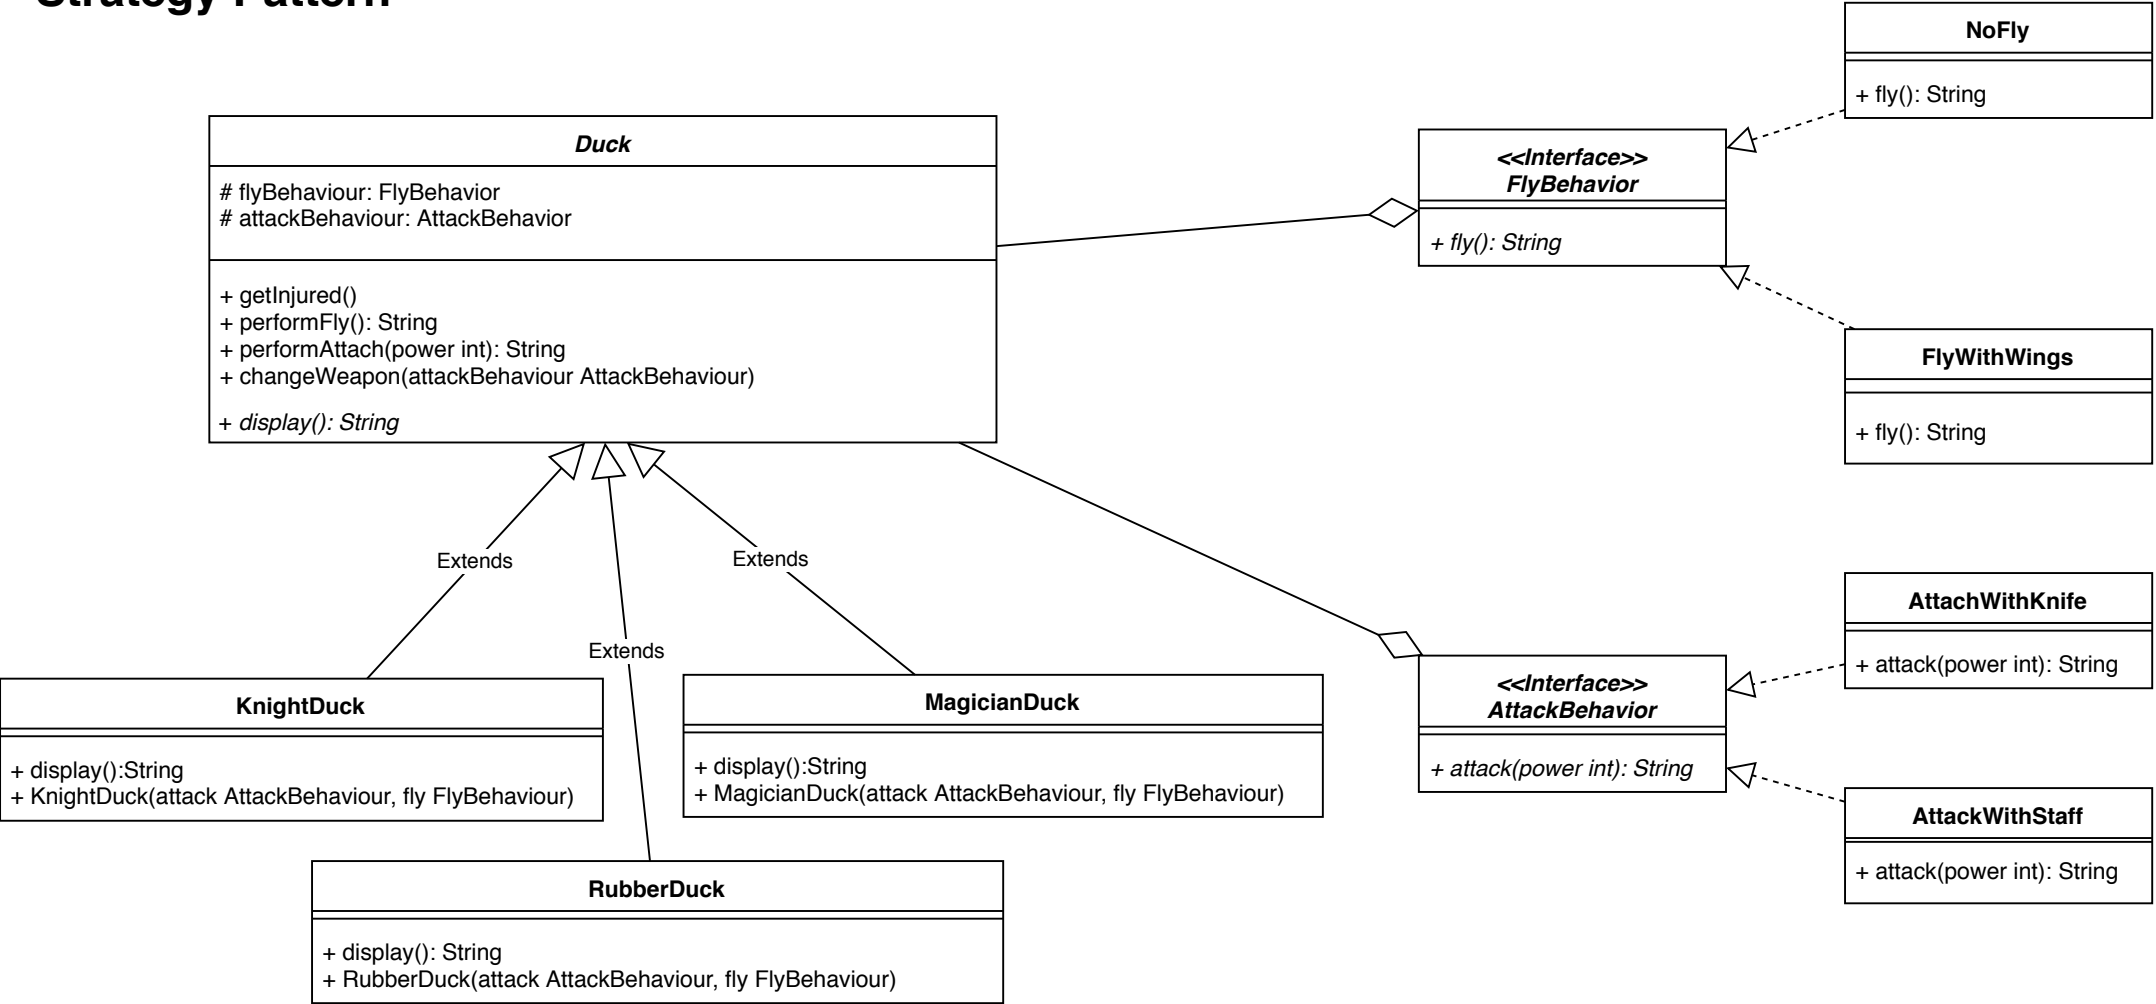 Strategy Pattern
NoFly
+ fly(): String
Duck
# flyBehaviour: FlyBehavior
# attackBehaviour: AttackBehavior
+ getInjured()
+ performFly(): String
+ performAttach(power int): String
+ changeWeapon(attackBehaviour AttackBehaviour)
+ display(): String
<<Interface>>
FlyBehavior
+ fly(): String
FlyWithWings
+ fly(): String
Extends
Extends
Extends
KnightDuck
+ display():String
+ KnightDuck(attack AttackBehaviour, fly FlyBehaviour)
MagicianDuck
+ display():String
+ MagicianDuck(attack AttackBehaviour, fly FlyBehaviour)
RubberDuck
+ display(): String
+ RubberDuck(attack AttackBehaviour, fly FlyBehaviour)
<<Interface>>
AttackBehavior
+ attack(power int): String
AttachWithKnife
+ attack(power int): String
AttackWithStaff
+ attack(power int): String